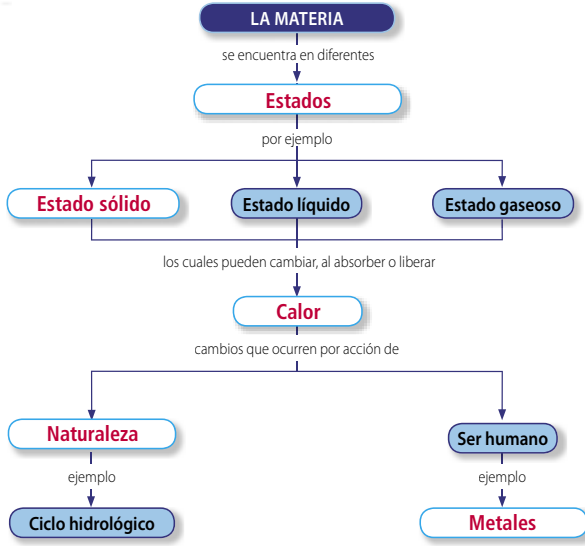 LA MATERIA
se encuentra en diferentes
Estados
por ejemplo
Estado sólido
Estado líquido
Estado gaseoso
los cuales pueden cambiar, al absorber o liberar
Calor
cambios que ocurren por acción de
Naturaleza
Ser humano
ejemplo
ejemplo
Ciclo hidrológico
Metales